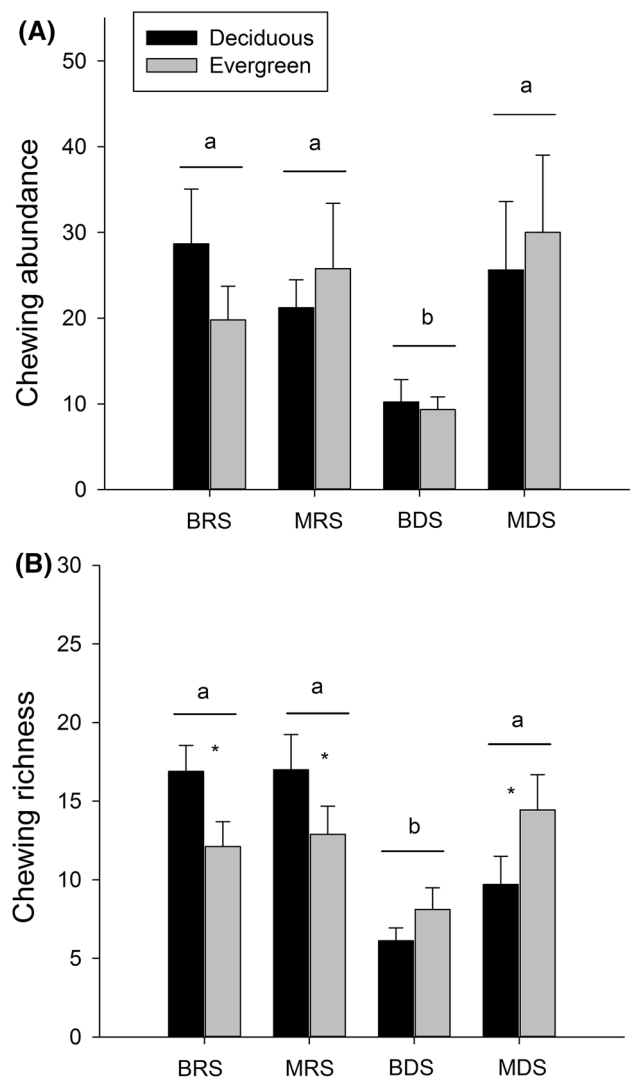 (A)
Deciduous
Evergreen
50
40
30
20
10
0
Chewing abundance
a
a
b
a
BRS
MRS
BDS
MDS
(B)
30
25
20
15
10
5
0
Chewing richness
a
a
b
a
*
*
*
BRS
MRS
BDS
MDS